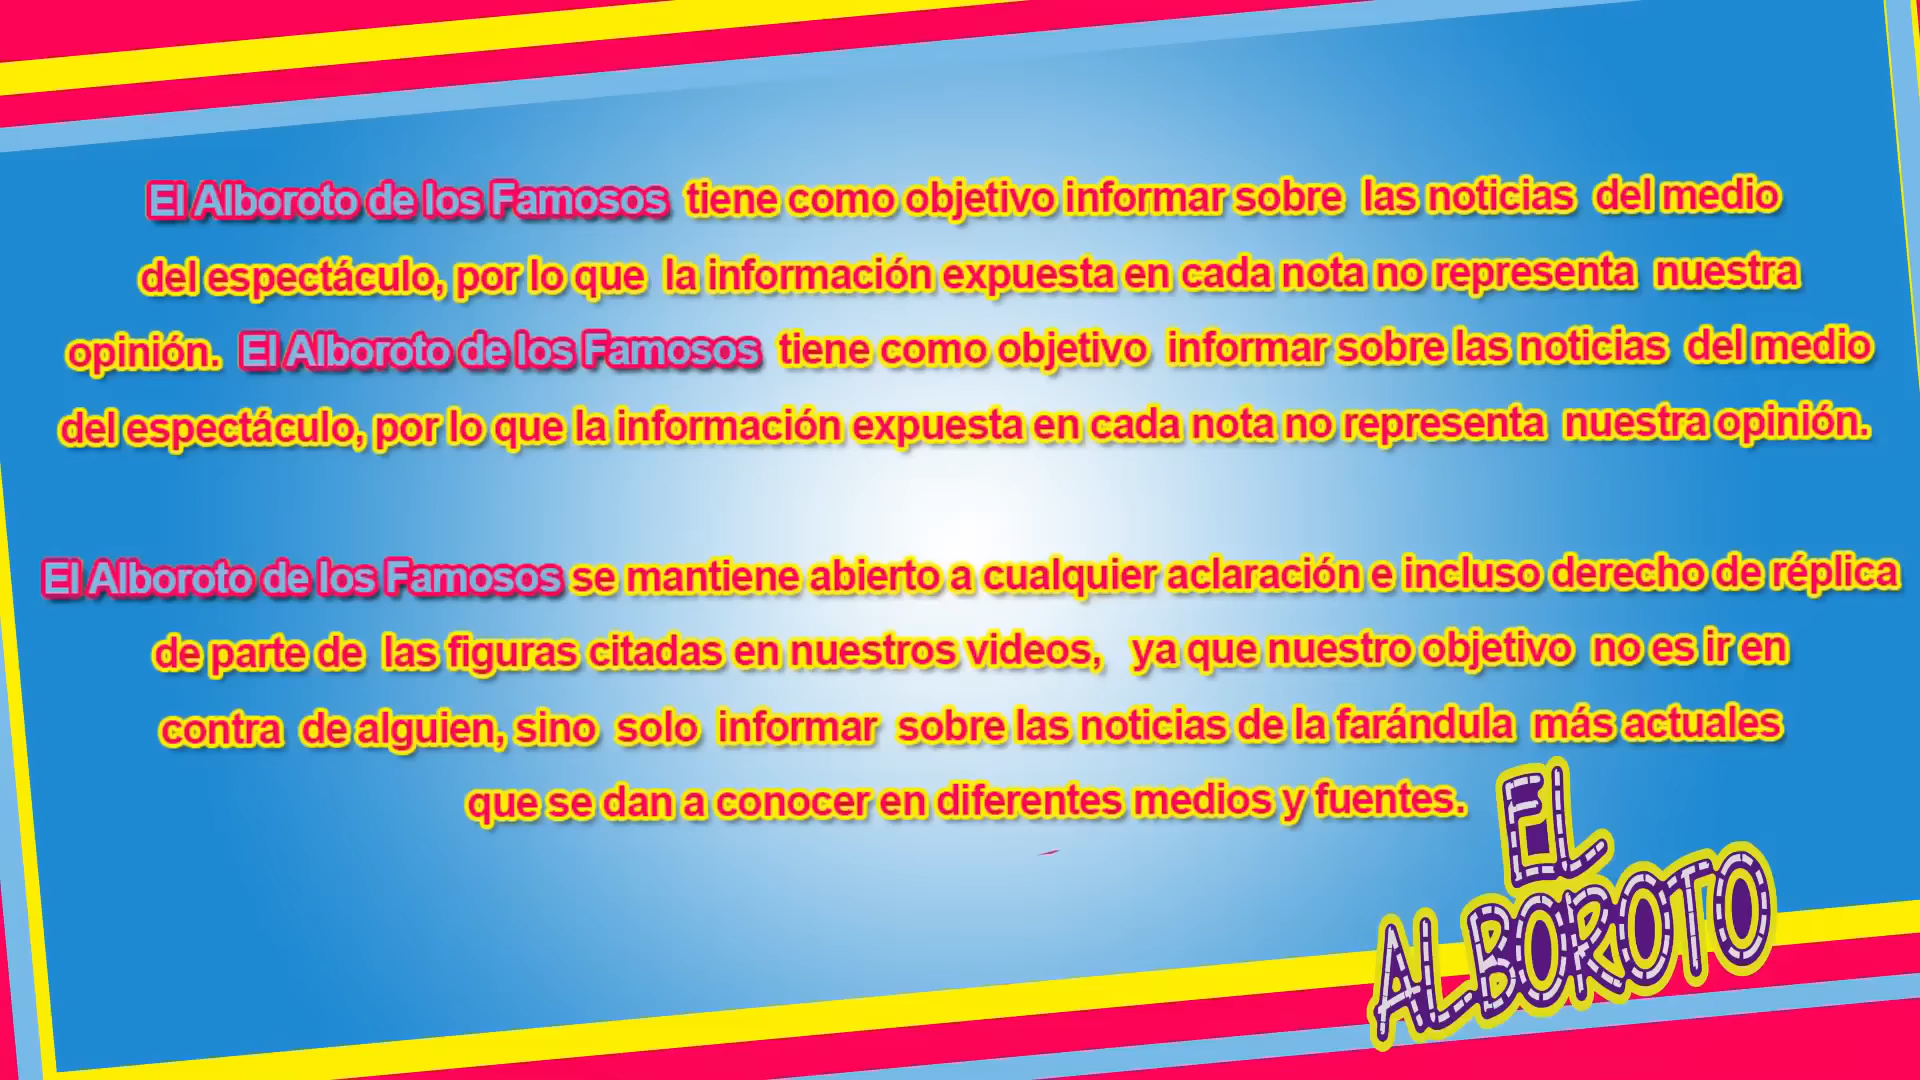 El Alboroto de los Famosos tiene como objetivo informar sobre las noticias del medio
del espectáculo, por lo que la información expuesta en cada nota no representa nuestra
opinión. El Alboroto de los Famosos tiene como objetivo informar sobre las noticias del medio
del espectáculo, por lo que la información expuesta en cada nota no representa nuestra opinión.
El Alboroto de los Famosos se mantiene abierto a cualquier aclaración e incluso derecho de réplica
de parte de las figuras citadas en nuestros videos, ya que nuestro objetivo no es ir en
contra de alguien, sino solo informar sobre las noticias de la farándula más actuales
que se dan a conocer en diferentes medios y fuentes.
EL
ALBOROTO